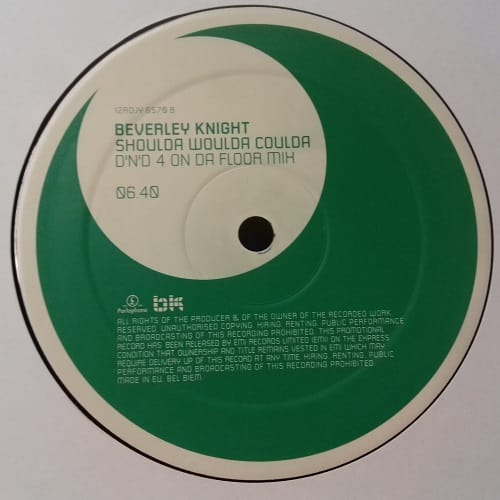 12RDJY 6570 B
BEVERLEY KNIGHT
SHOULDA WOULDA COULDA
D'N'D 4 ON DA FLOOR MIX
06.40
Parlophone
bk
ALL RIGHTS OF THE PRODUCER & OF THE OWNER OF THE RECORDED WORK
RESERVED. UNAUTHORISED COPYING, HIRING, RENTING, PUBLIC PERFORMANCE
AND BROADCASTING OF THIS RECORDING PROHIBITED. THIS PROMOTIONAL
RECORD HAS BEEN RELEASED BY EMI RECORDS LIMITED (EMI) ON THE EXPRESS
CONDITION THAT OWNERSHIP AND TITLE REMAINS VESTED IN EMI WHICH MAY
REQUIRE DELIVERY UP OF THIS RECORD AT ANY TIME. HIRING, RENTING, PUBLIC
PERFORMANCE AND BROADCASTING OF THIS RECORDING PROHIBITED.
MADE IN EU. BEL BIEM.